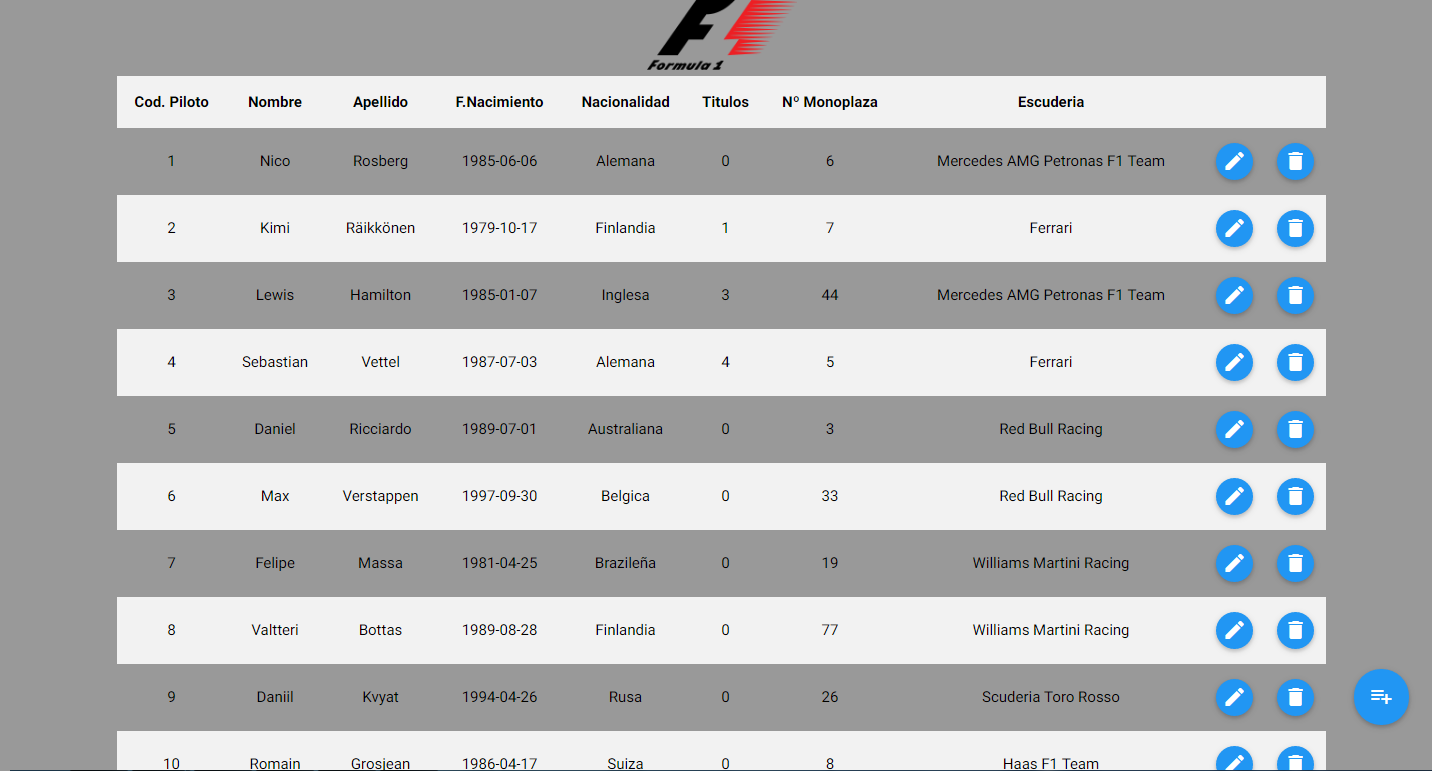 Formula 1
Cod. Piloto Nombre Apellido F.Nacimiento Nacionalidad Titulos Nº Monoplaza Escuderia
1 Nico Rosberg 1985-06-06 Alemana 0 6 Mercedes AMG Petronas F1 Team
2 Kimi Räikkönen 1979-10-17 Finlandia 1 7 Ferrari
3 Lewis Hamilton 1985-01-07 Inglesa 3 44 Mercedes AMG Petronas F1 Team
4 Sebastian Vettel 1987-07-03 Alemana 4 5 Ferrari
5 Daniel Ricciardo 1989-07-01 Australiana 0 3 Red Bull Racing
6 Max Verstappen 1997-09-30 Belgica 0 33 Red Bull Racing
7 Felipe Massa 1981-04-25 Brazileña 0 19 Williams Martini Racing
8 Valtteri Bottas 1989-08-28 Finlandia 0 77 Williams Martini Racing
9 Daniil Kvyat 1994-04-26 Rusa 0 26 Scuderia Toro Rosso
10 Romain Grosjean 1986-04-17 Suiza 0 8 Haas F1 Team